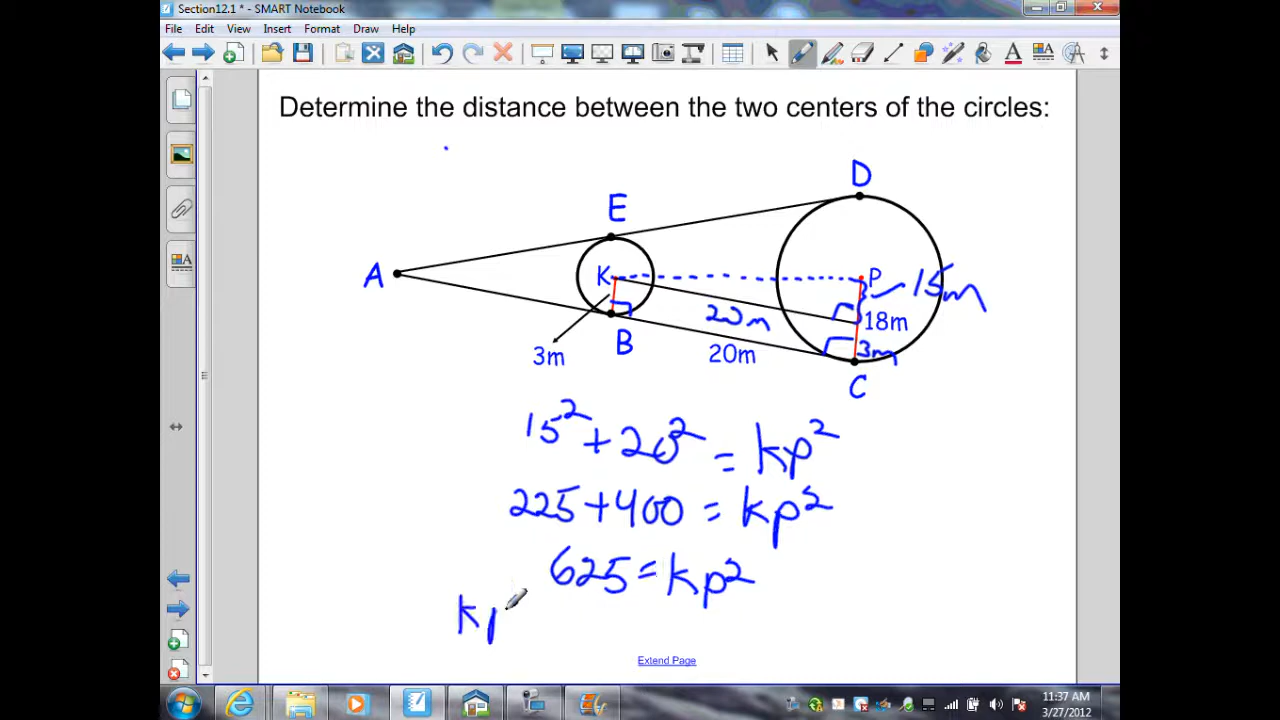 Section12.1 * - SMART Notebook
File Edit View Insert Format Draw Help
Determine the distance between the two centers of the circles:
D
E
A
K
P
15m
20m
18m
3m
B
3m
20m
C
15² + 20² = kp²
225 + 400 = kp²
625 = kp²
kp
Extend Page
11:37 AM
3/27/2012